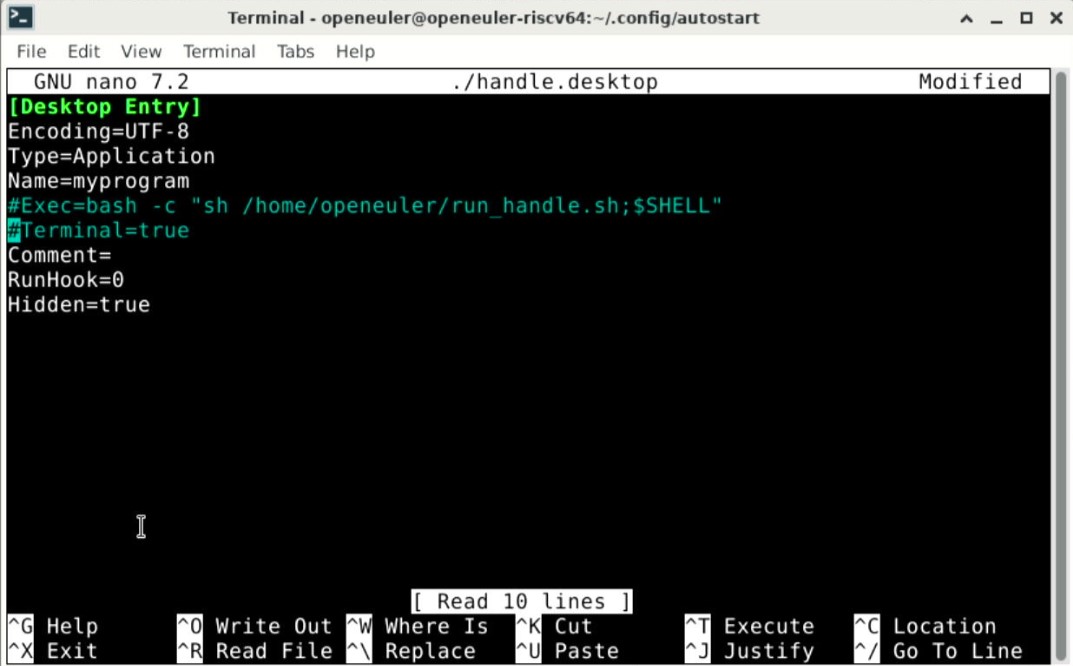 Terminal - openeuler@openeuler-riscv64:~/.config/autostart
File Edit View Terminal Tabs Help
GNU nano 7.2 ./handle.desktop Modified
[Desktop Entry]
Encoding=UTF-8
Type=Application
Name=myprogram
#Exec=bash -c "sh /home/openeuler/run_handle.sh;$SHELL"
#Terminal=true
Comment=
RunHook=0
Hidden=true
[ Read 10 lines ]
^G Help ^O Write Out ^W Where Is ^K Cut ^T Execute ^C Location
^X Exit ^R Read File ^\ Replace ^U Paste ^J Justify ^/ Go To Line